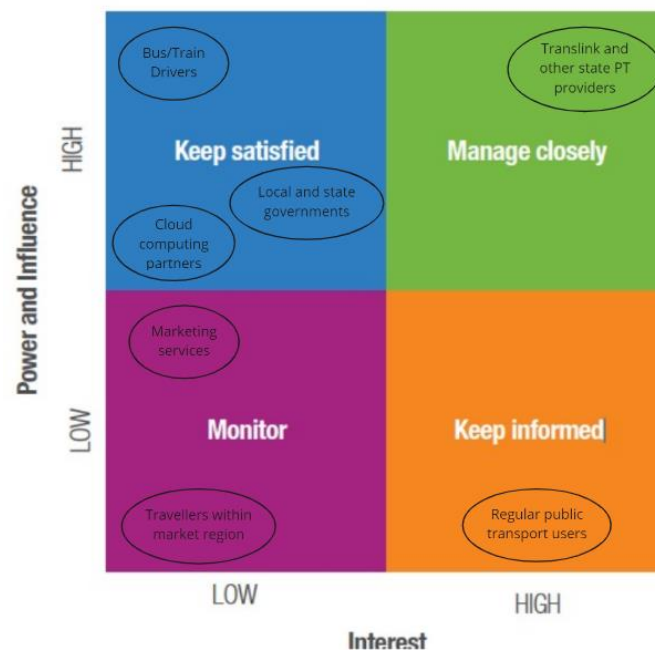 Bus/Train
Drivers
Translink and
other state PT
providers
HIGH
Keep satisfied
Manage closely
Local and state
governments
Cloud
computing
partners
Power and Influence
Marketing
services
LOW
Monitor
Keep informed
Travellers within
market region
Regular public
transport users
LOW
HIGH
Interest